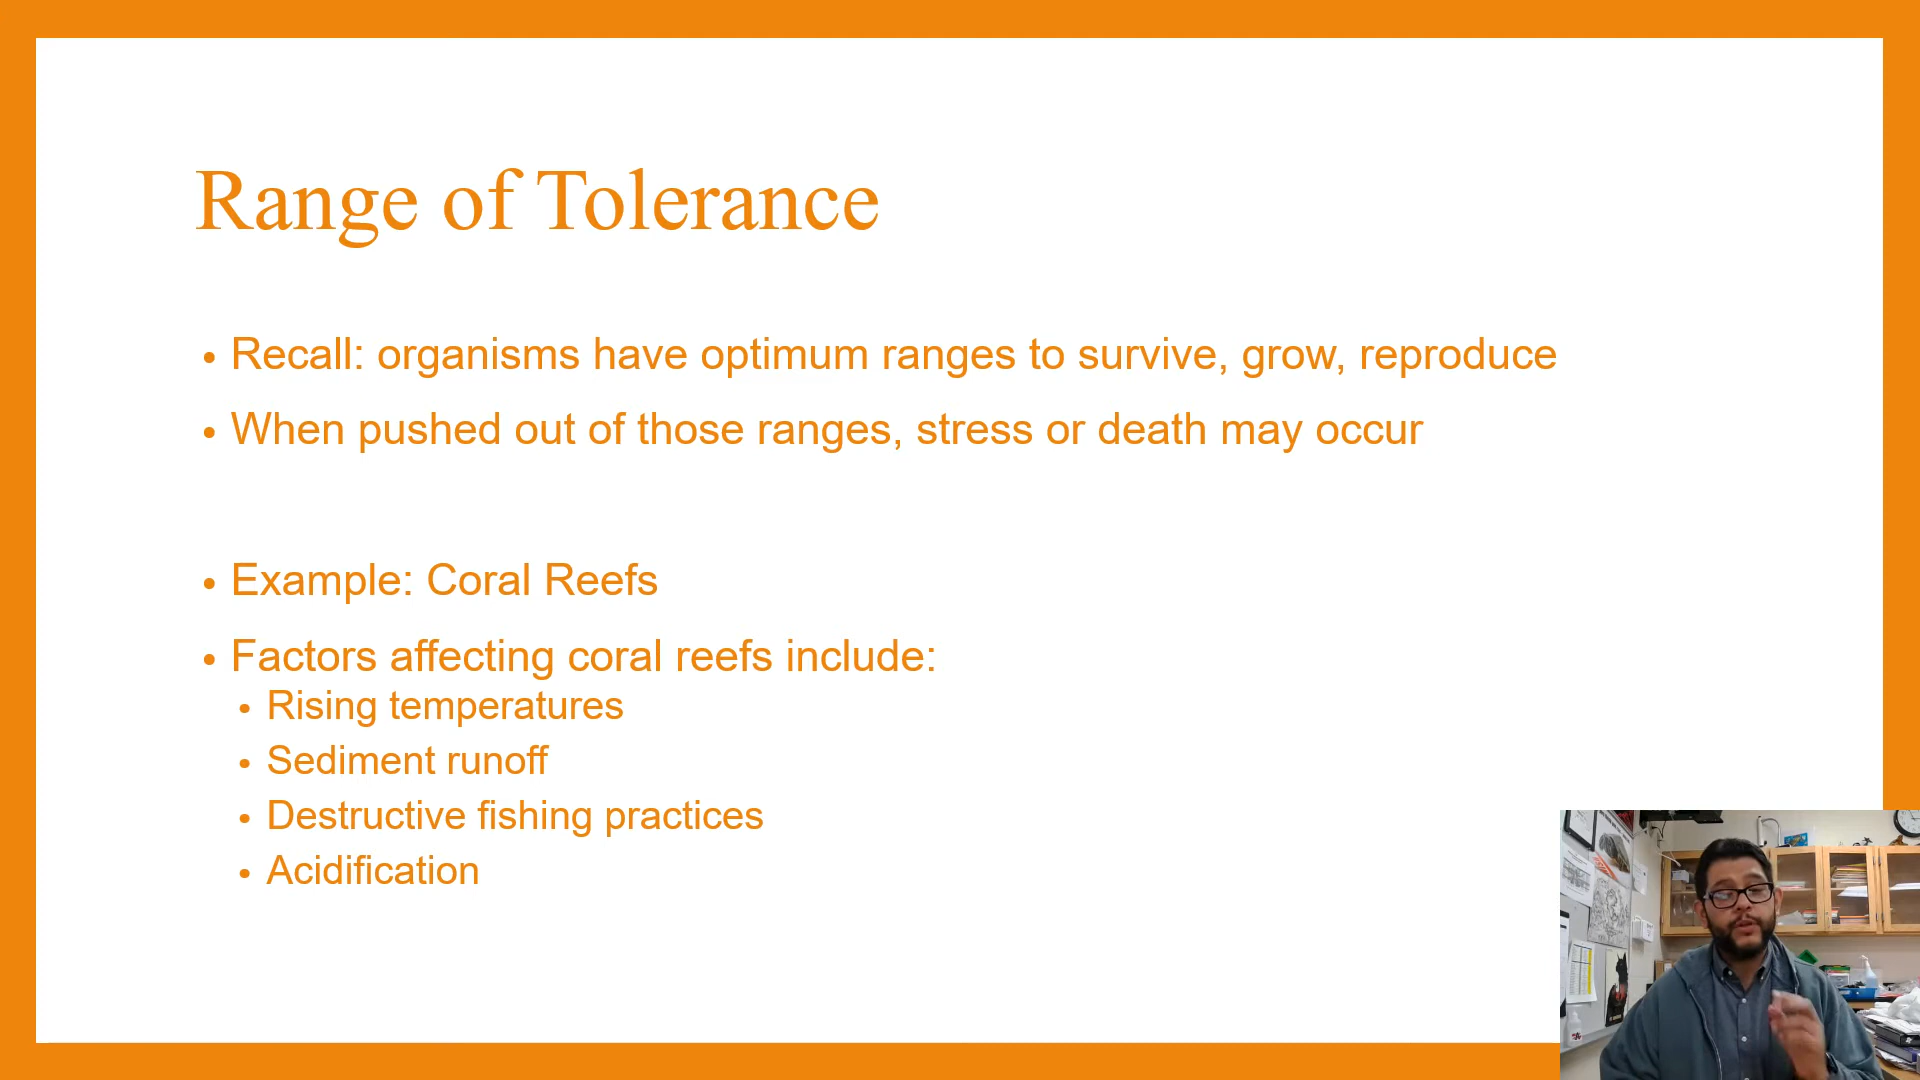 Range of Tolerance
• Recall: organisms have optimum ranges to survive, grow, reproduce
• When pushed out of those ranges, stress or death may occur
• Example: Coral Reefs
• Factors affecting coral reefs include:
• Rising temperatures
• Sediment runoff
• Destructive fishing practices
• Acidification